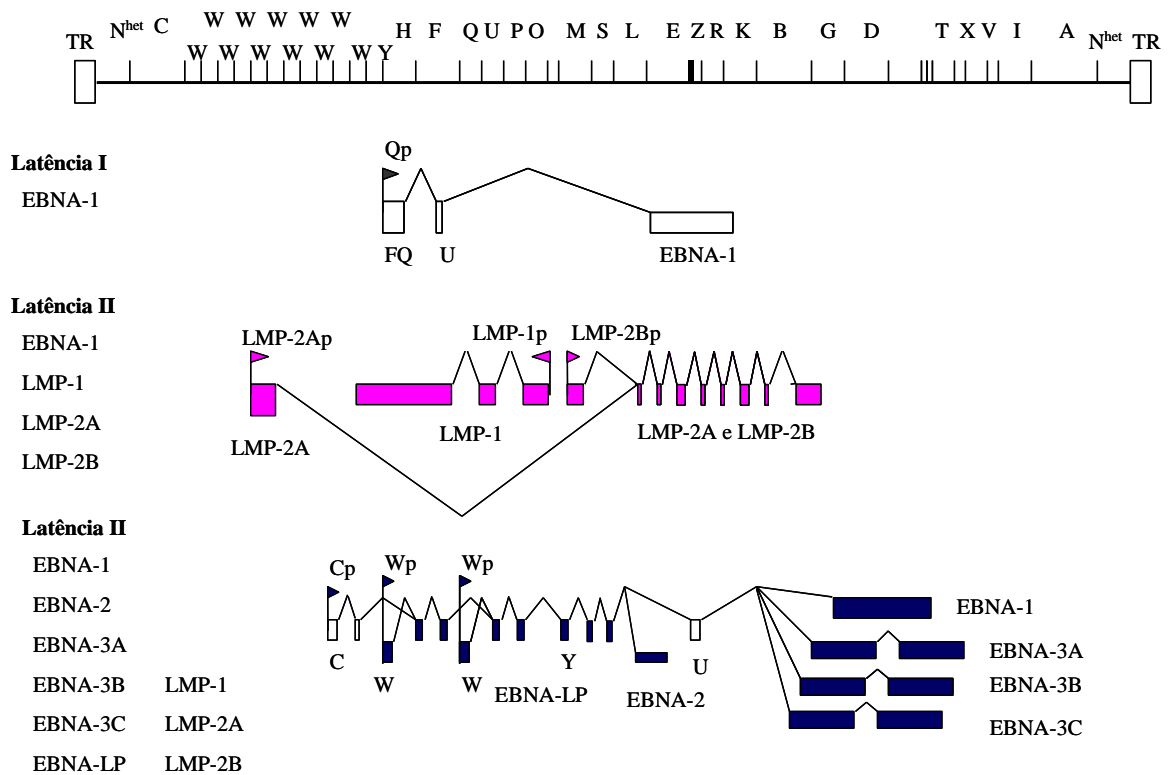 W W W W W
TR N^het C H F Q U P O M S L E Z R K B G D T X V I A N^het TR
W W W W W W Y
Latência I
Qp
EBNA-1
FQ U EBNA-1
Latência II
EBNA-1
LMP-2Ap LMP-1p LMP-2Bp
LMP-1
LMP-2A
LMP-2A LMP-1 LMP-2A e LMP-2B
LMP-2B
Latência II
EBNA-1
Cp Wp Wp
EBNA-2
EBNA-1
EBNA-3A
C W W Y U
EBNA-3A
EBNA-3B LMP-1
EBNA-LP EBNA-2
EBNA-3B
EBNA-3C LMP-2A
EBNA-3C
EBNA-LP LMP-2B